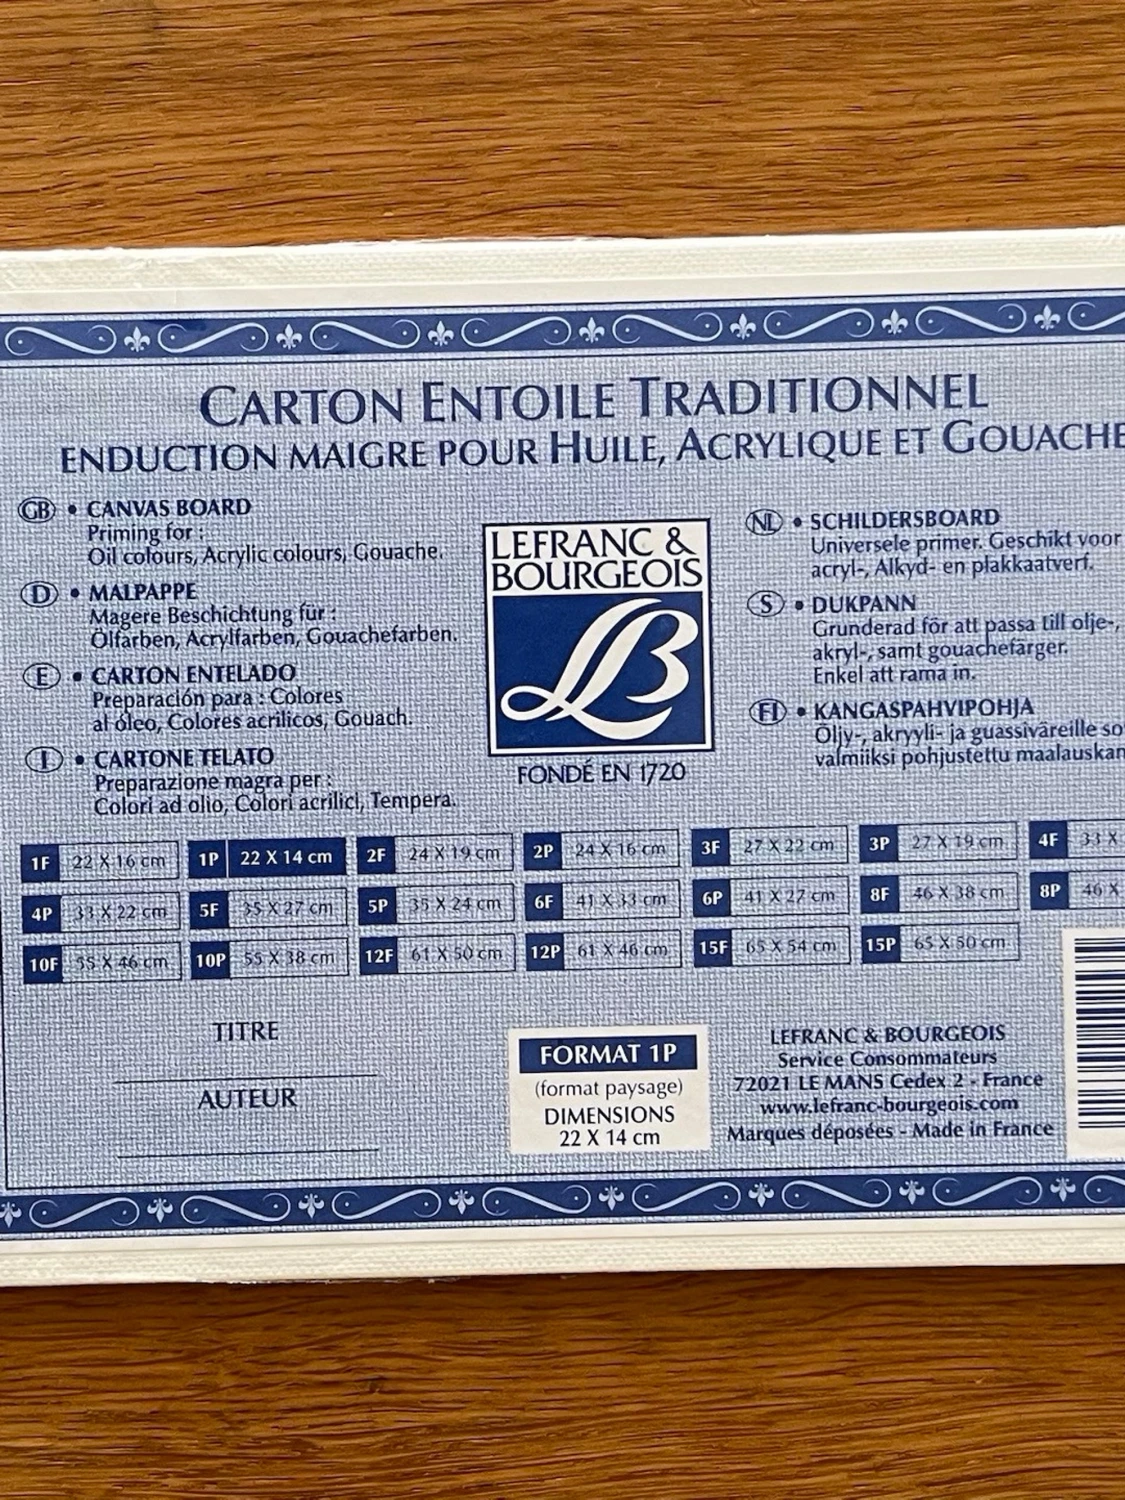 CARTON ENTOILE TRADITIONNEL
ENDUCTION MAIGRE POUR HUILE, ACRYLIQUE ET GOUACHE
GB • CANVAS BOARD
Priming for :
Oil colours, Acrylic colours, Gouache.
D • MALPAPPE
Magere Beschichtung für :
Ölfarben, Acrylfarben, Gouachefarben.
E • CARTON ENTELADO
Preparación para : Colores
al óleo, Colores acrilicos, Gouach.
I • CARTONE TELATO
Preparazione magra per :
Colori ad olio, Colori acrilici, Tempera.
LEFRANC &
BOURGEOIS
LB
FONDÉ EN 1720
NL • SCHILDERSBOARD
Universele primer. Geschikt voor
acryl-, Alkyd- en plakkaatverf.
S • DUKPANN
Grunderad för att passa till olje-,
akryl-, samt gouachefärger.
Enkel att rama in.
FI • KANGASPAHVIPOHJA
Öljy-, akryyli- ja guassiväreille
valmiiksi pohjustettu
1F 22 X 16 cm 1P 22 X 14 cm 2F 24 X 19 cm 2P 24 X 16 cm 3F 27 X 22 cm 3P 27 X 19 cm 4F 33 X
4P 33 X 22 cm 5F 35 X 27 cm 5P 35 X 24 cm 6F 41 X 33 cm 6P 41 X 27 cm 8F 46 X 38 cm 8P 46 X
10F 55 X 46 cm 10P 55 X 38 cm 12F 61 X 50 cm 12P 61 X 46 cm 15F 65 X 54 cm 15P 65 X 50 cm
TITRE
AUTEUR
FORMAT 1P
(format paysage)
DIMENSIONS
22 X 14 cm
LEFRANC & BOURGEOIS
Service Consommateurs
72021 LE MANS Cedex 2 - France
www.lefranc-bourgeois.com
Marques déposées - Made in France